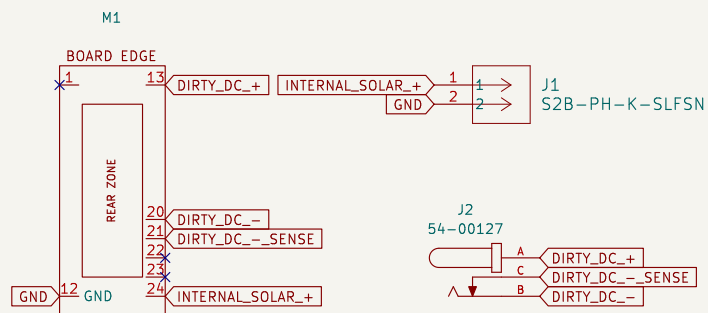 M1
BOARD EDGE
1 13 DIRTY_DC_+
INTERNAL_SOLAR_+ 1 1
GND 2 2
J1
S2B-PH-K-SLFSN
REAR ZONE
20 DIRTY_DC_-
21 DIRTY_DC_-_SENSE
22
23
GND 12 GND 24 INTERNAL_SOLAR_+
J2
54-00127
A DIRTY_DC_+
C DIRTY_DC_-_SENSE
B DIRTY_DC_-